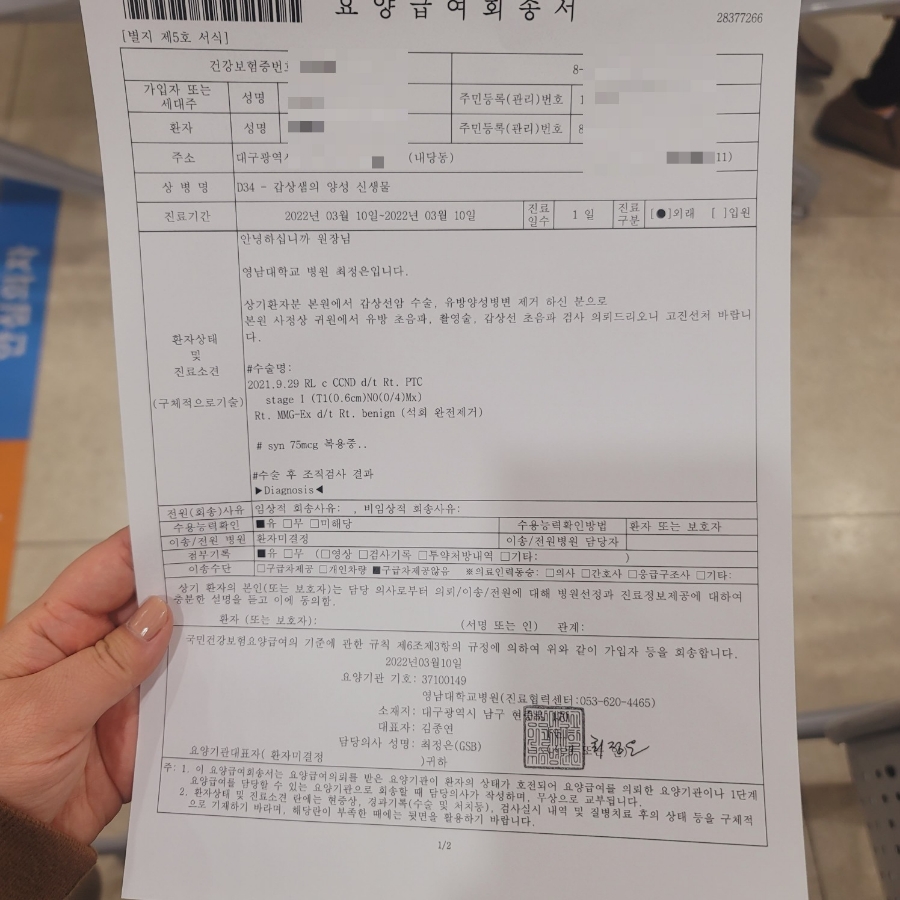 요양급여회송서
28377266
[별지 제5호 서식]
건강보험증번호
8-
가입자 또는 세대주 성명 주민등록(관리)번호 1
환자 성명 주민등록(관리)번호 8
주소 대구광역시 (내당동) 11)
상 병 명 D34 - 갑상샘의 양성 신생물
진료기간 2022년 03월 10일~2022년 03월 10일 진료일수 1 일 진료구분 [●]외래 [ ]입원
환자상태
및
진료소견
(구체적으로기술)
안녕하십니까 원장님
영남대학교 병원 최정은입니다.
상기환자분 본원에서 갑상선암 수술, 유방양성병변 제거 하신 분으로
본원 사정상 귀원에서 유방 초음파, 촬영술, 갑상선 초음파 검사 의뢰드리오니 고진선처 바랍니
다.
#수술명:
2021.9.29 RL c CCND d/t Rt. PTC
stage I (T1(0.6cm)N0(0/4)Mx)
Rt. MMG-Ex d/t Rt. benign (석회 완전제거)
# syn 75mcg 복용중..
#수술 후 조직검사 결과
▶Diagnosis◀
전원(회송)사유 임상적 회송사유: , 비임상적 회송사유:
수용능력확인 ■유 □무 □미해당 수용능력확인방법 환자 또는 보호자
이송/전원 병원 환자미결정 이송/전원병원 담당자
첨부기록 ■유 □무 (□영상 □검사기록 □투약처방내역 □기타: )
이송수단 □구급차제공 □개인차량 ■구급차제공않음 ※의료인력동승: □의사 □간호사 □응급구조사 □기타:
상기 환자의 본인(또는 보호자)는 담당 의사로부터 의뢰/이송/전원에 대해 병원선정과 진료정보제공에 대하여
충분한 설명을 듣고 이에 동의함.
환자 (또는 보호자): (서명 또는 인) 관계:
국민건강보험요양급여의 기준에 관한 규칙 제6조제3항의 규정에 의하여 위와 같이 가입자 등을 회송합니다.
2022년03월10일
요양기관 기호: 37100149
영남대학교병원(진료협력센터:053-620-4465)
소재지: 대구광역시 남구
대표자: 김종연
담당의사 성명: 최정은(GSB)
최정은
요양기관대표자( 환자미결정 )귀하
주: 1. 이 요양급여회송서는 요양급여의뢰를 받은 요양기관이 환자의 상태가 호전되어 요양급여를 의뢰한 요양기관이나 1단계
요양급여를 담당할 수 있는 요양기관으로 회송할 때 담당의사가 작성하며, 무상으로 교부됩니다.
2. 환자상태 및 진료소견 란에는 현증상, 경과기록(수술 및 처치등), 검사실시 내역 및 질병치료 후의 상태 등을 구체적
으로 기재하기 바라며, 해당란이 부족한 때에는 뒷면을 활용하기 바랍니다.
1/2